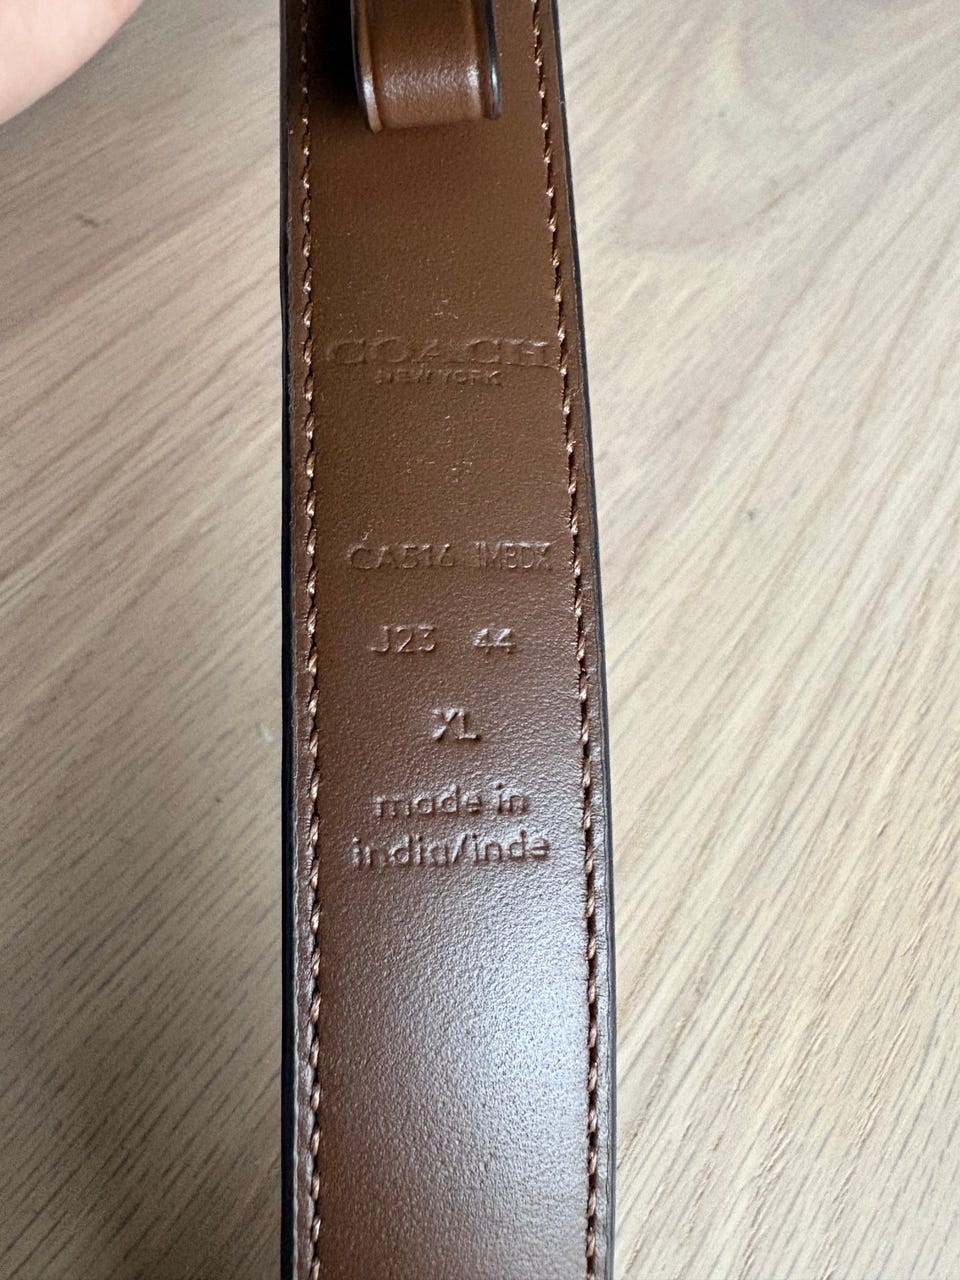 COACH
NEW YORK
CA516 IMBDX
J23 44
XL
made in
india/inde